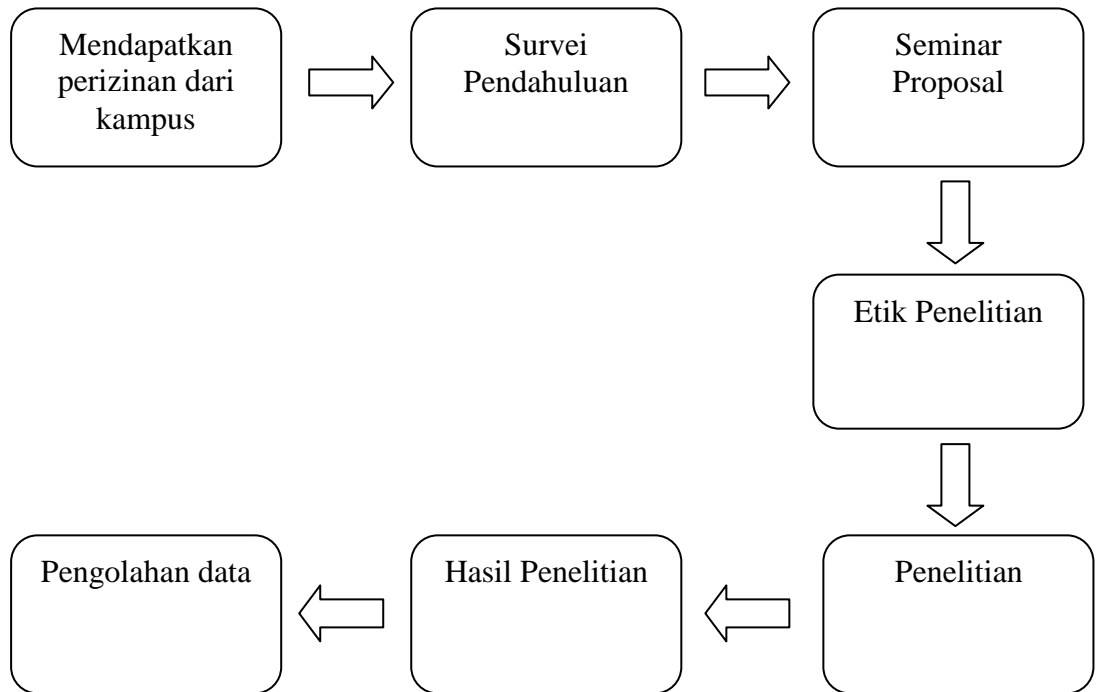 Mendapatkan
perizinan dari
kampus
Survei
Pendahuluan
Seminar
Proposal
Etik Penelitian
Pengolahan data
Hasil Penelitian
Penelitian